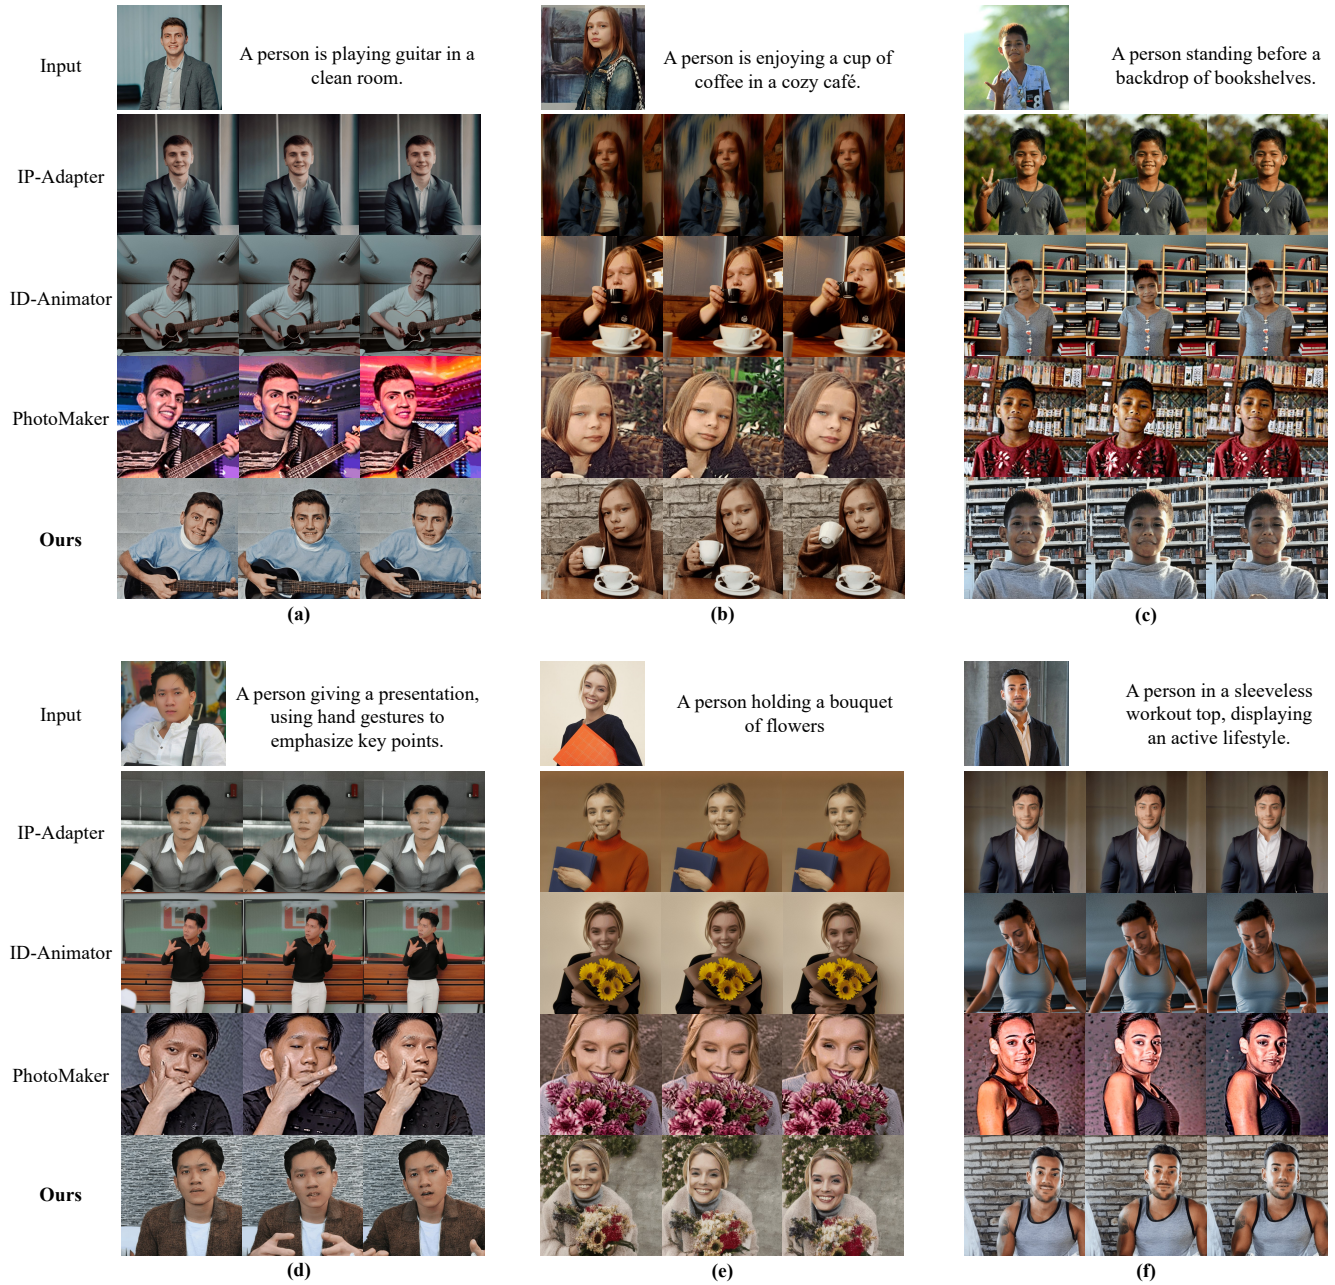 Input
A person is playing guitar in a
clean room.
A person is enjoying a cup of
coffee in a cozy café.
A person standing before a
backdrop of bookshelves.
IP-Adapter
ID-Animator
PhotoMaker
Ours
(a)
(b)
(c)
Input
A person giving a presentation,
using hand gestures to
emphasize key points.
A person holding a bouquet
of flowers
A person in a sleeveless
workout top, displaying
an active lifestyle.
IP-Adapter
ID-Animator
PhotoMaker
Ours
(d)
(e)
(f)